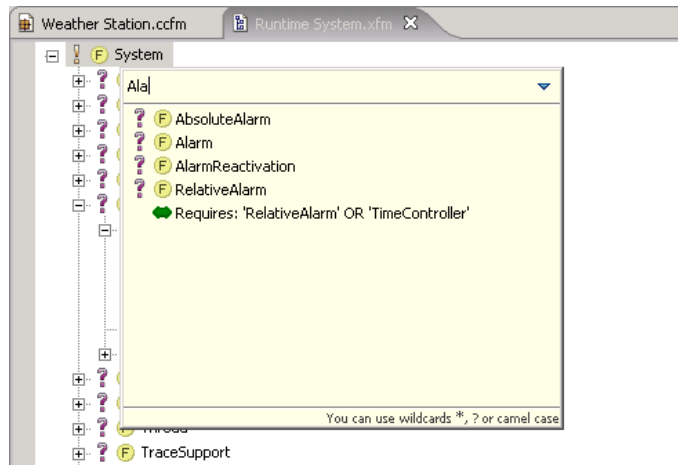 Weather Station.ccfm
Runtime System.xfm
F System
Ala
F AbsoluteAlarm
F Alarm
F AlarmReactivation
F RelativeAlarm
Requires: 'RelativeAlarm' OR 'TimeController'
You can use wildcards *, ? or camel case
F Thread
F TraceSupport